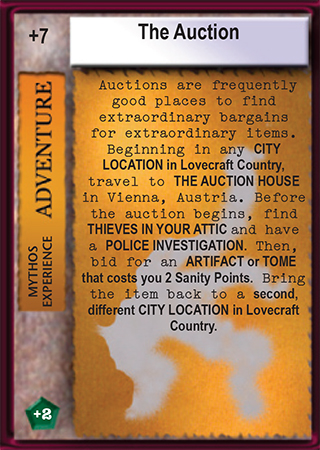 +7
The Auction
MYTHOS
EXPERIENCE
ADVENTURE
Auctions are frequently
good places to find
extraordinary bargains
for extraordinary items.
Beginning in any CITY
LOCATION in Lovecraft Country,
travel to THE AUCTION HOUSE
in Vienna, Austria. Before
the auction begins, find
THIEVES IN YOUR ATTIC and have
a POLICE INVESTIGATION. Then,
bid for an ARTIFACT or TOME
that costs you 2 Sanity Points. Bring
the item back to a second,
different CITY LOCATION in Lovecraft
Country.
+2